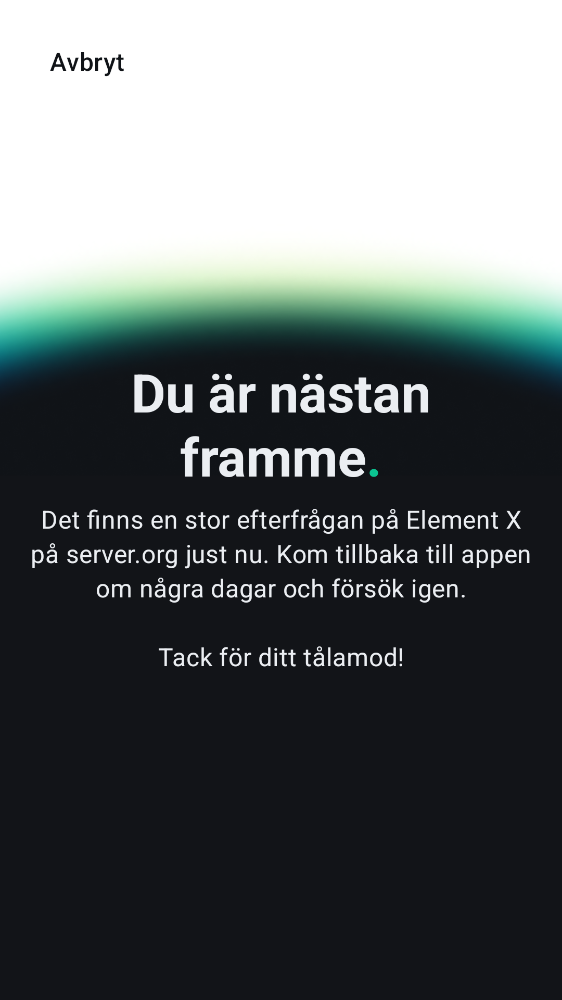 Avbryt
Du är nästan
framme.
Det finns en stor efterfrågan på Element X
på server.org just nu. Kom tillbaka till appen
om några dagar och försök igen.
Tack för ditt tålamod!